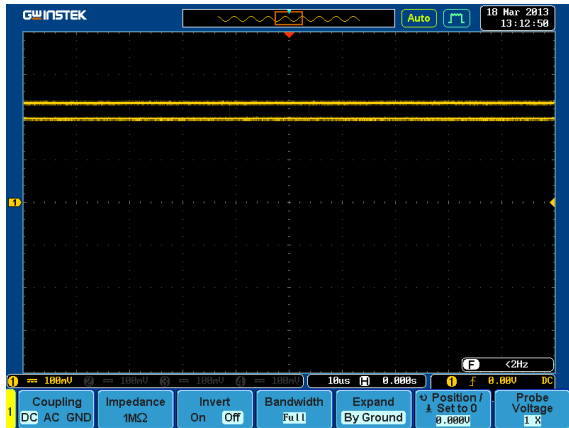 GWINSTEK
Auto
18 Mar 2013
13:12:50
1
F <2Hz
1 100mV 2 100mV 3 100mV 4 100mV 10us H 0.000s 1 0.00V DC
1
Coupling
DC AC GND
Impedance
1MΩ
Invert
On Off
Bandwidth
Full
Expand
By Ground
Position /
Set to 0
0.000V
Probe
Voltage
1 X